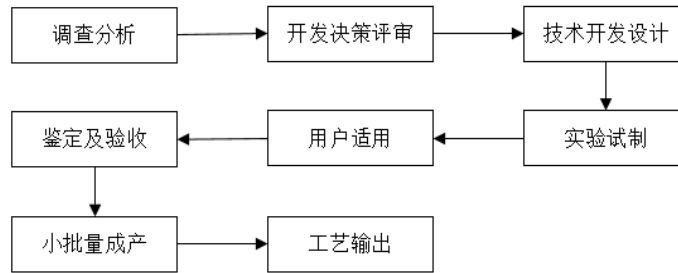 调查分析
开发决策评审
技术开发设计
实验试制
用户适用
鉴定及验收
小批量成产
工艺输出